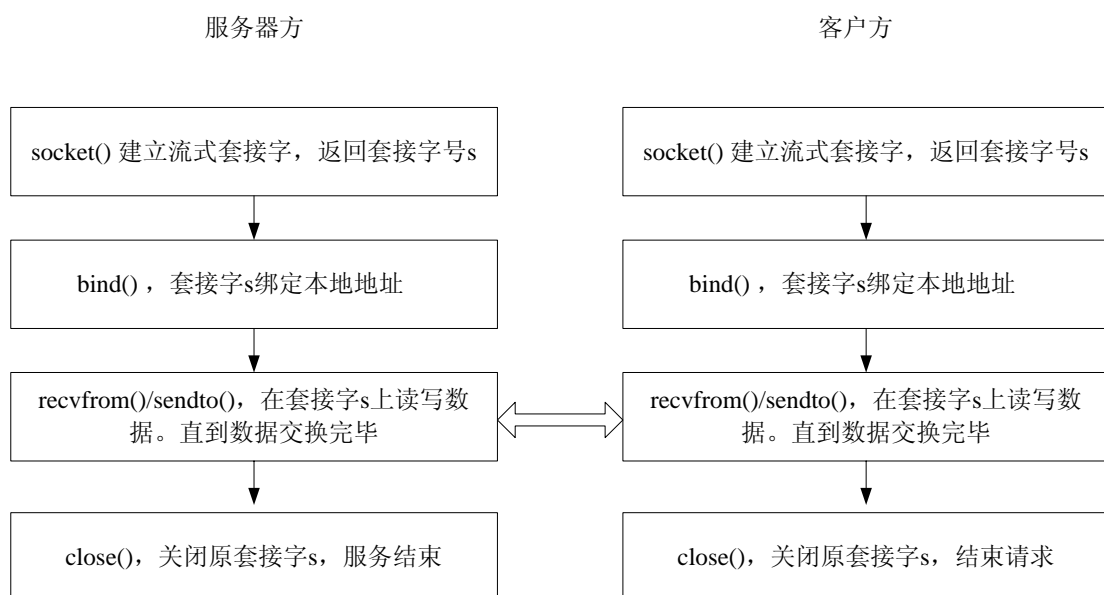 服务器方
客户方
socket() 建立流式套接字，返回套接字号s
socket() 建立流式套接字，返回套接字号s
bind() ，套接字s绑定本地地址
bind() ，套接字s绑定本地地址
recvfrom()/sendto()，在套接字s上读写数
据。直到数据交换完毕
recvfrom()/sendto()，在套接字s上读写数
据。直到数据交换完毕
close()，关闭原套接字s，服务结束
close()，关闭原套接字s，结束请求